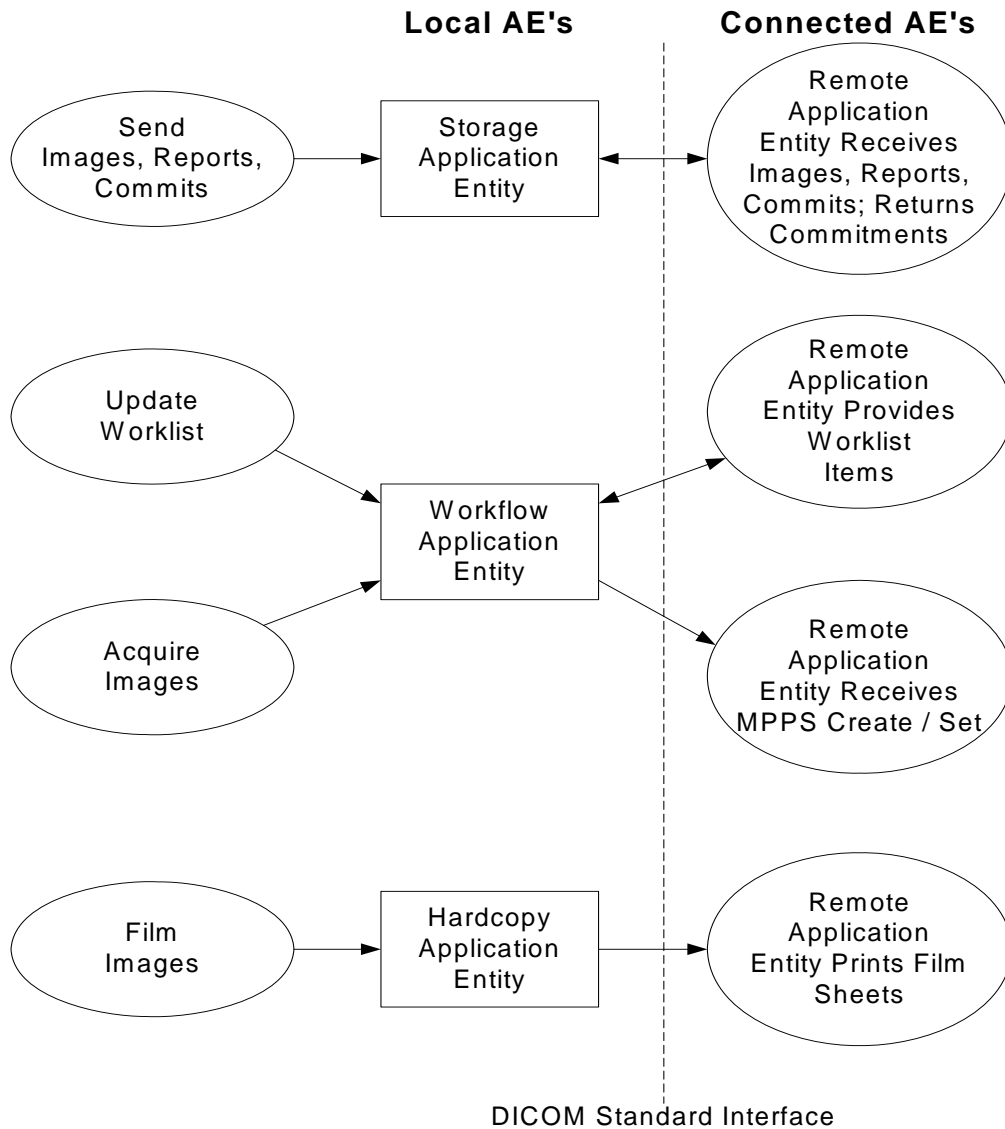 Local AE's
Connected AE's
Send
Images, Reports,
Commits
Storage
Application
Entity
Remote
Application
Entity Receives
Images, Reports,
Commits; Returns
Commitments
Update
Worklist
Remote
Application
Entity Provides
Worklist
Items
Workflow
Application
Entity
Acquire
Images
Remote
Application
Entity Receives
MPPS Create / Set
Film
Images
Hardcopy
Application
Entity
Remote
Application
Entity Prints Film
Sheets
DICOM Standard Interface